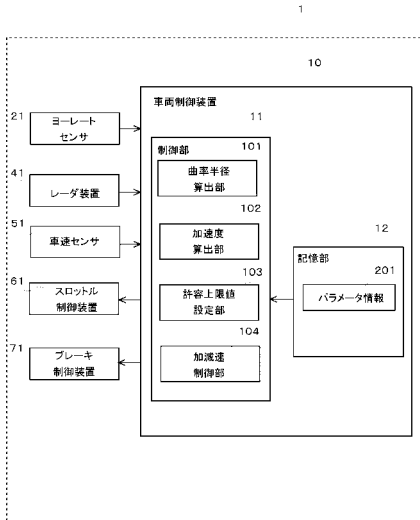 1
10
車両制御装置
21
ヨーレート
センサ
41
レーダ装置
51
車速センサ
61
スロットル
制御装置
71
ブレーキ
制御装置
11
制御部
101
曲率半径
算出部
102
加速度
算出部
103
許容上限値
設定部
104
加減速
制御部
12
記憶部
201
パラメータ情報